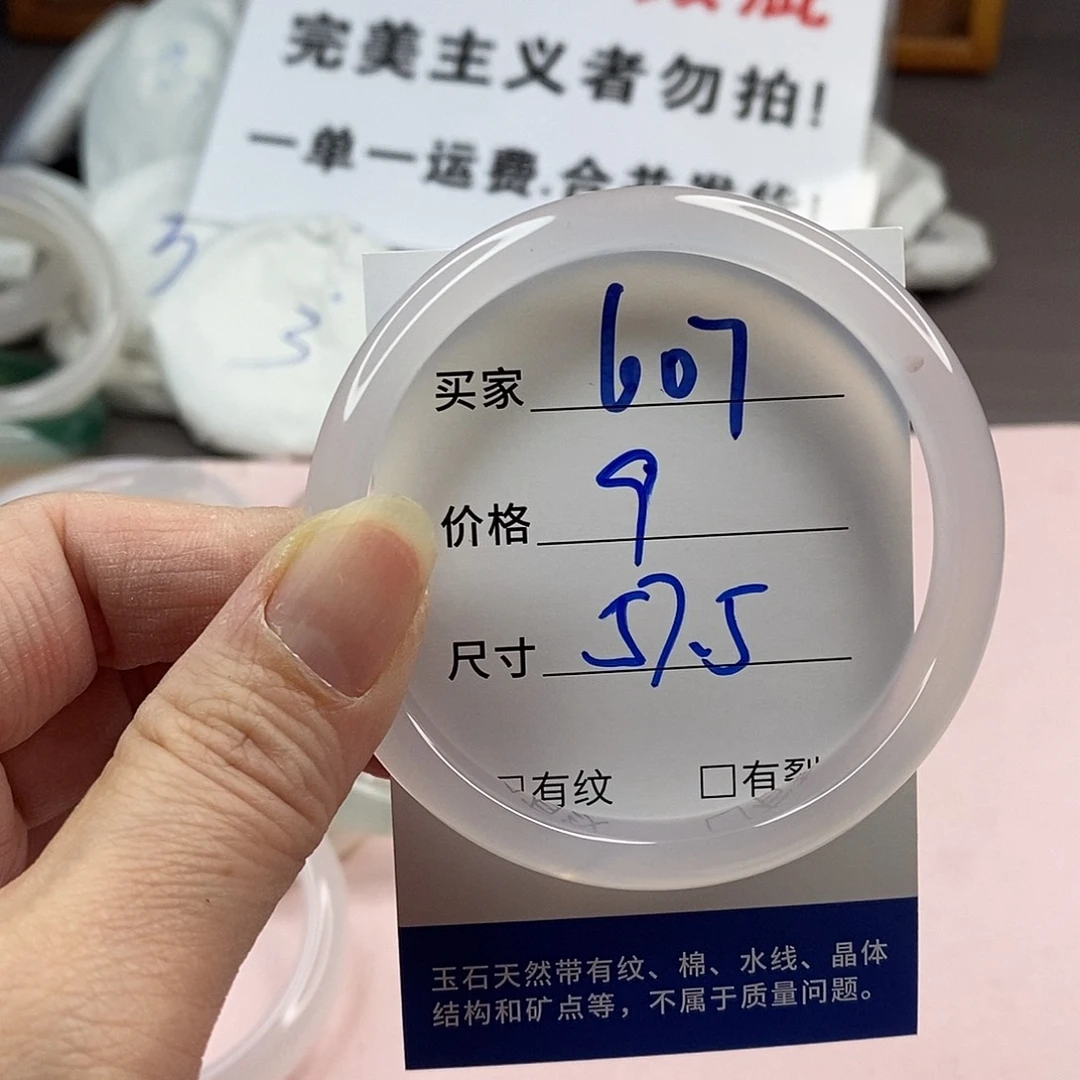 完美主义者勿拍!
一单一运费.合并发货!
3
3
买家 607
价格 9
尺寸 57.5
□有纹 □有裂
玉石天然带有纹、棉、水线、晶体
结构和矿点等，不属于质量问题。